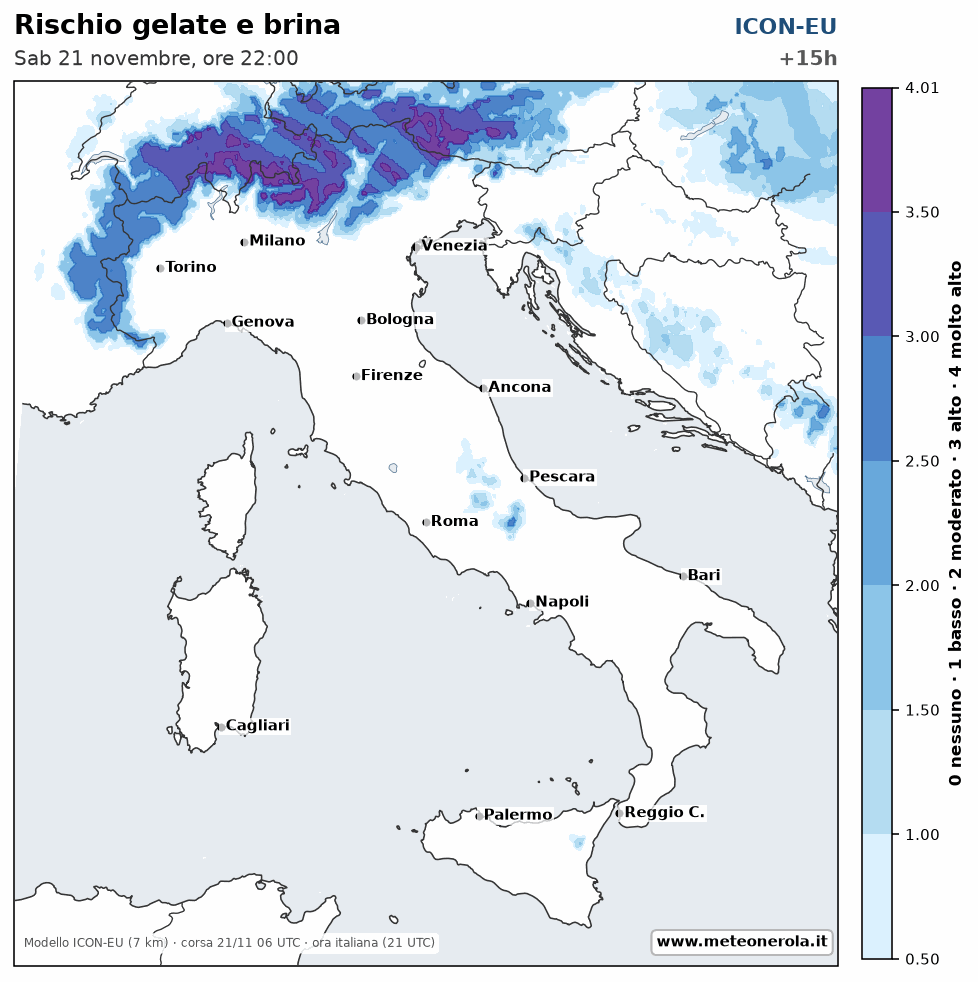 Rischio gelate e brina
ICON-EU
Sab 21 novembre, ore 22:00
+15h
4.01
3.50
3.00
2.50
2.00
1.50
1.00
0.50
0 nessuno · 1 basso · 2 moderato · 3 alto · 4 molto alto
Milano
Venezia
Torino
Genova
Bologna
Firenze
Ancona
Pescara
Roma
Bari
Napoli
Cagliari
Palermo
Reggio C.
Modello ICON-EU (7 km) · corsa 21/11 06 UTC · ora italiana (21 UTC)
www.meteonerola.it